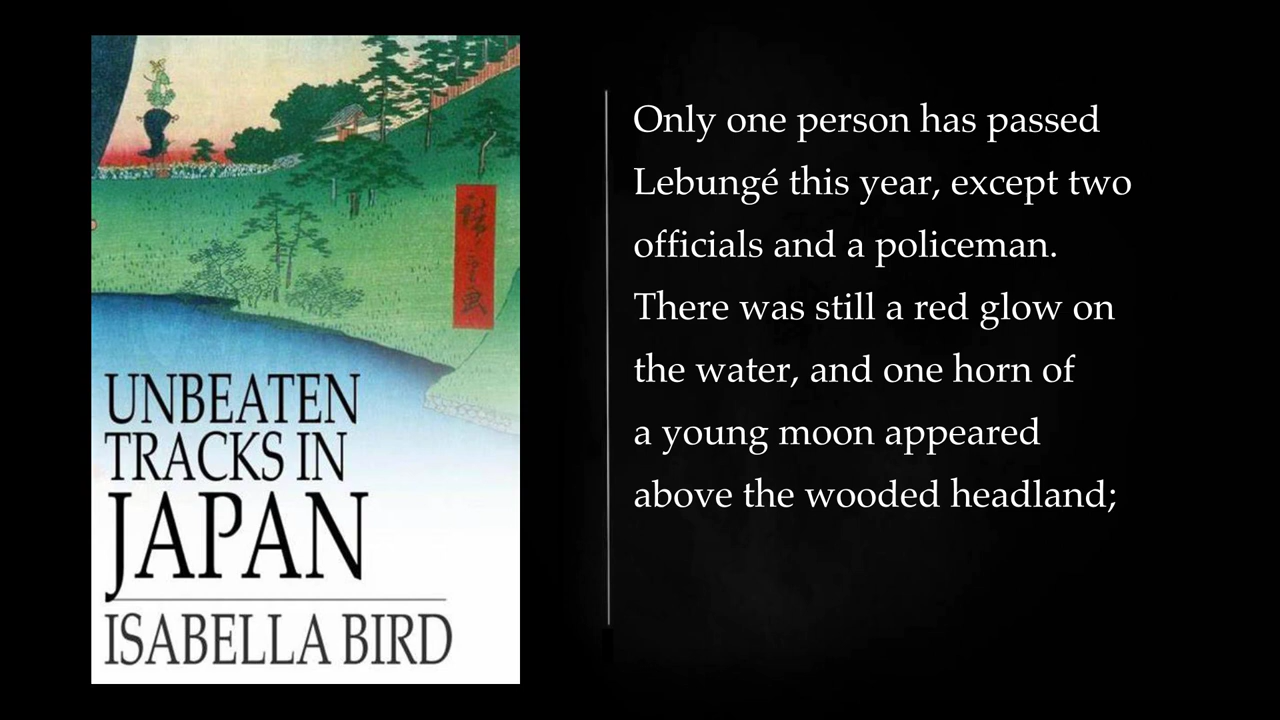 UNBEATEN
TRACKS IN
JAPAN
ISABELLA BIRD
Only one person has passed
Lebungé this year, except two
officials and a policeman.
There was still a red glow on
the water, and one horn of
a young moon appeared
above the wooded headland;